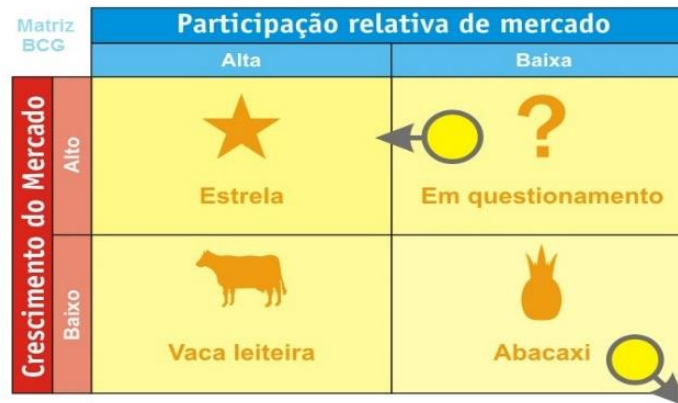 Matriz
BCG
Participação relativa de mercado
Alta
Baixa
Crescimento do Mercado
Alto
Baixo
Estrela
?
Em questionamento
Vaca leiteira
Abacaxi